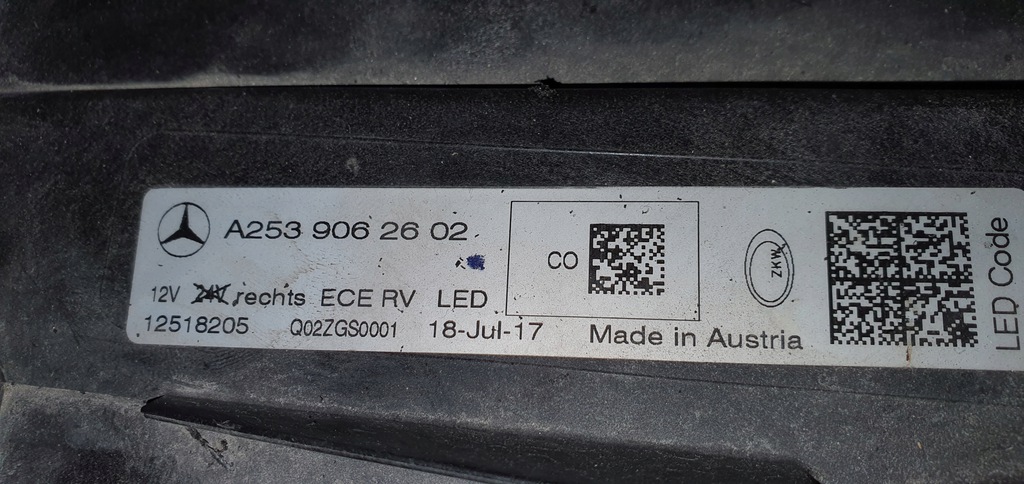 A253 906 26 02
CO
ZKW
12V 24V rechts ECE RV LED
12518205 Q02ZGS0001 18-Jul-17 Made in Austria
LED Code